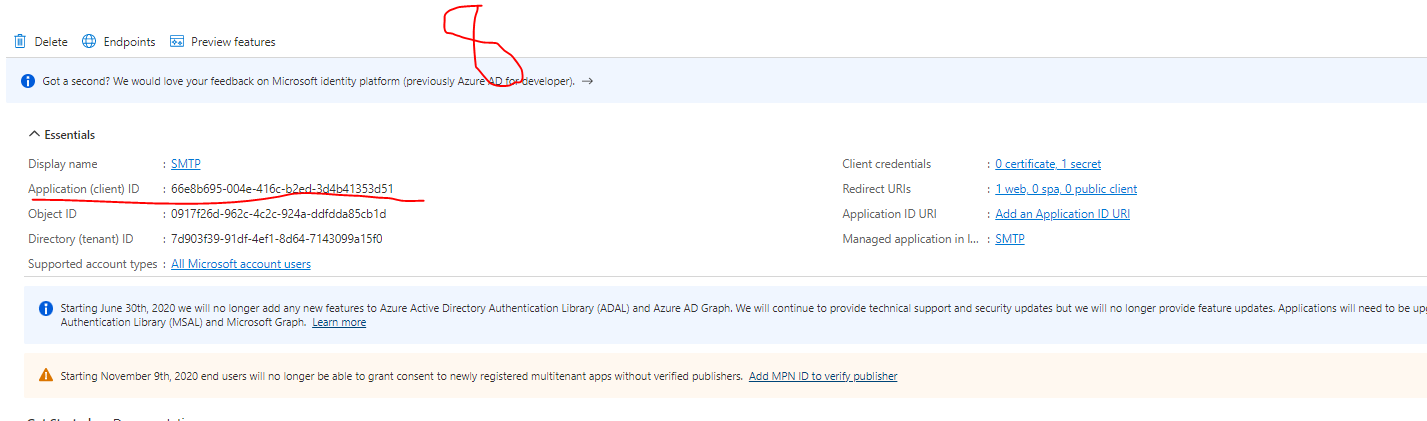 8
Delete Endpoints Preview features
Got a second? We would love your feedback on Microsoft identity platform (previously Azure AD for developer). →
Essentials
Display name : SMTP
Client credentials : 0 certificate, 1 secret
Application (client) ID : 66e8b695-004e-416c-b2ed-3d4b41353d51
Redirect URIs : 1 web, 0 spa, 0 public client
Object ID : 0917f26d-962c-4c2c-924a-ddfdda85cb1d
Application ID URI : Add an Application ID URI
Directory (tenant) ID : 7d903f39-91df-4ef1-8d64-7143099a15f0
Managed application in l... : SMTP
Supported account types : All Microsoft account users
Starting June 30th, 2020 we will no longer add any new features to Azure Active Directory Authentication Library (ADAL) and Azure AD Graph. We will continue to provide technical support and security updates but we will no longer provide feature updates. Applications will need to be upg
Authentication Library (MSAL) and Microsoft Graph. Learn more
Starting November 9th, 2020 end users will no longer be able to grant consent to newly registered multitenant apps without verified publishers. Add MPN ID to verify publisher